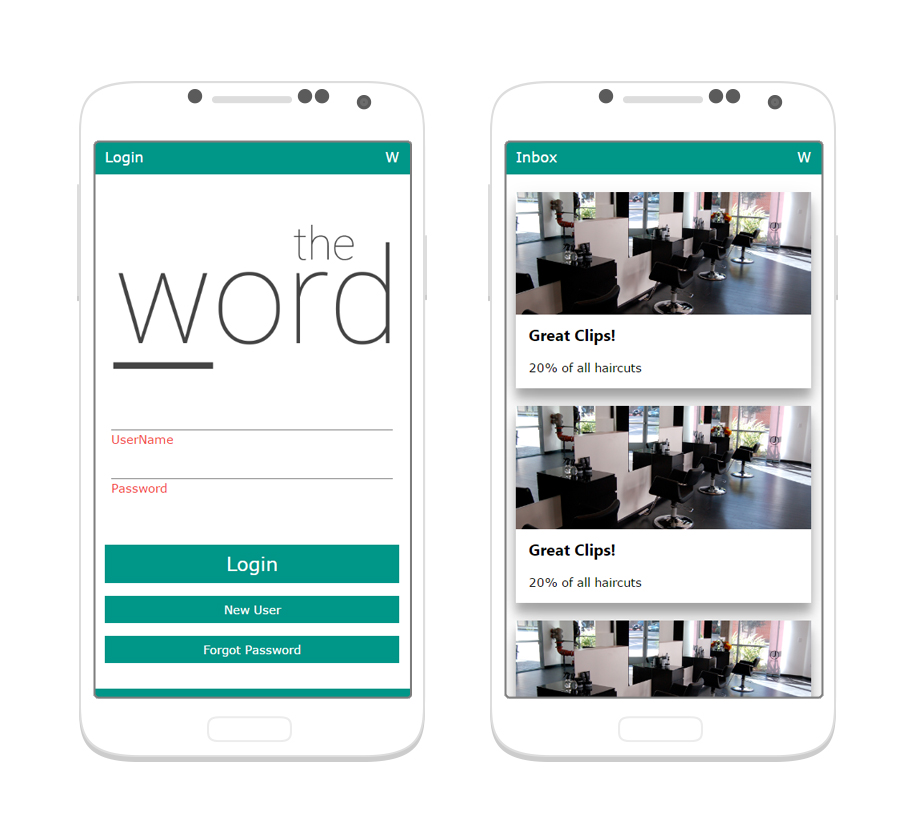 Login W
the
word
UserName
Password
Login
New User
Forgot Password
Inbox W
Great Clips!
20% of all haircuts
Great Clips!
20% of all haircuts